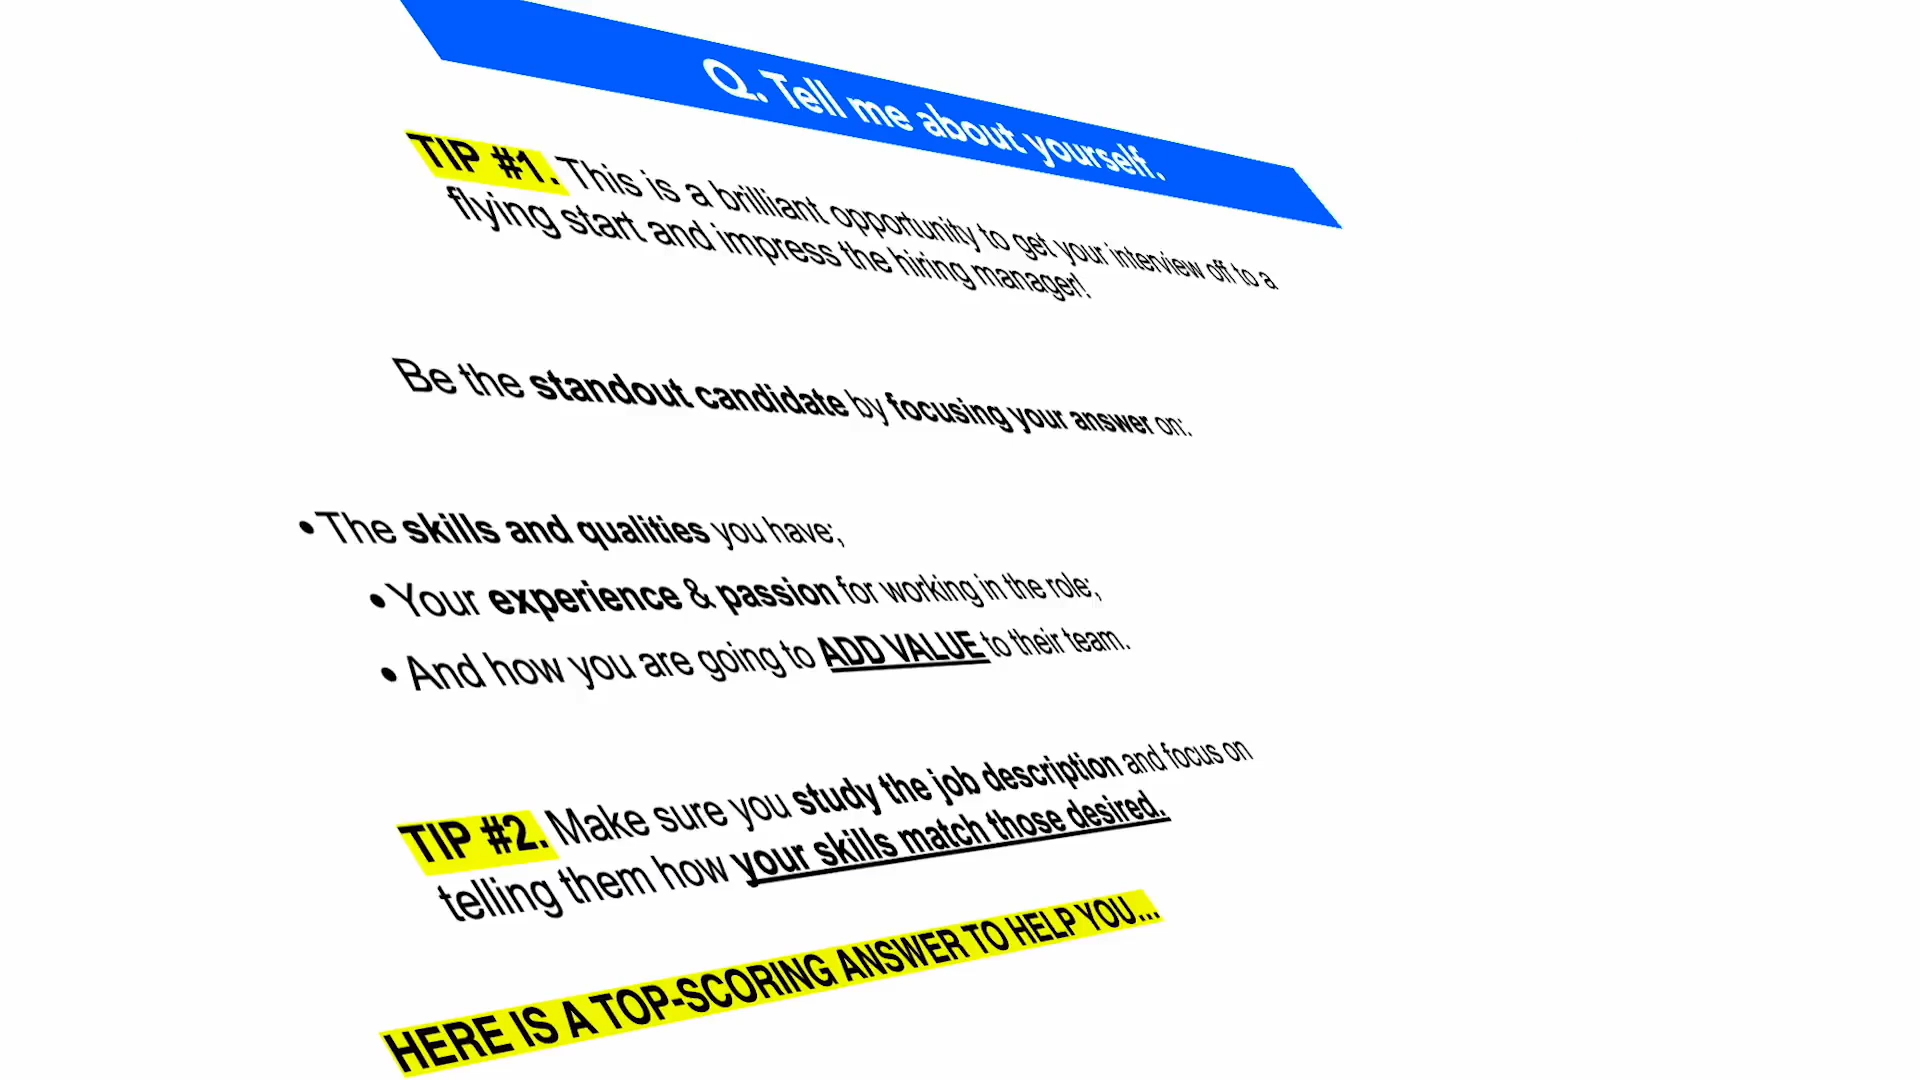 Q. Tell me about yourself.
TIP #1. This is a brilliant opportunity to get your interview off to a
flying start and impress the hiring manager!
Be the standout candidate by focusing your answer on:
• The skills and qualities you have;
• Your experience & passion for working in the role;
• And how you are going to ADD VALUE to their team.
TIP #2. Make sure you study the job description and focus on
telling them how your skills match those desired.
HERE IS A TOP-SCORING ANSWER TO HELP YOU...